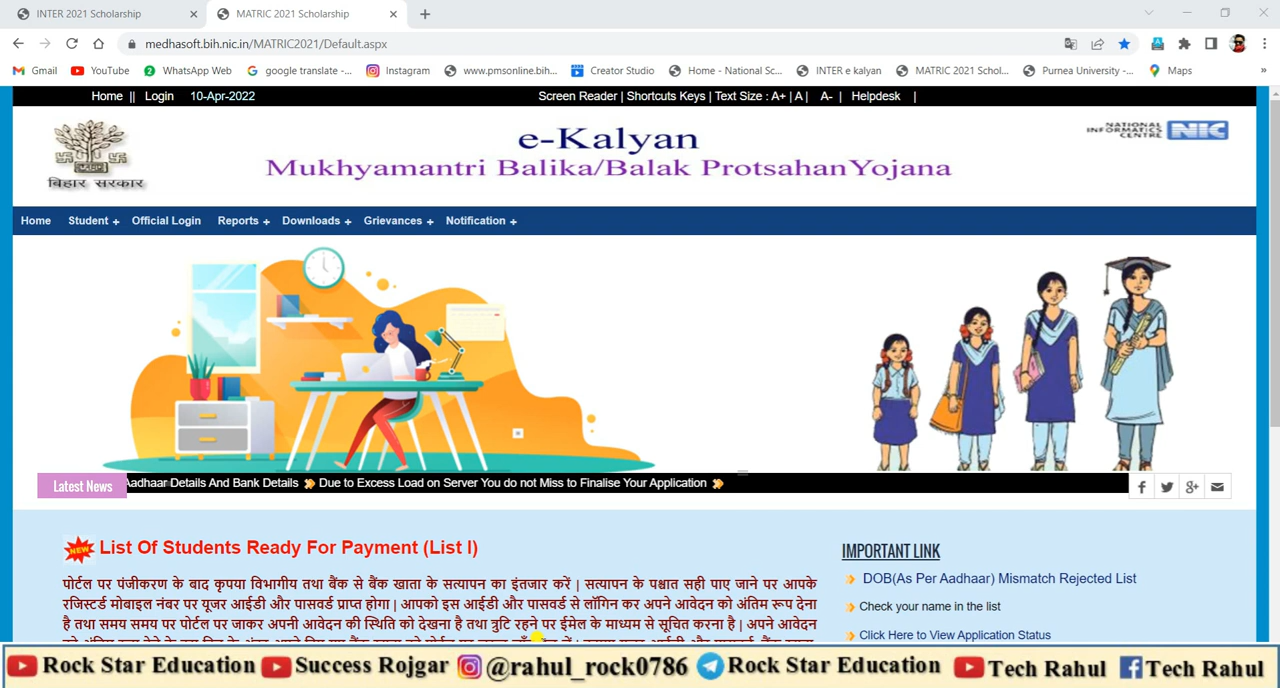 INTER 2021 Scholarship
MATRIC 2021 Scholarship
medhasoft.bih.nic.in/MATRIC2021/Default.aspx
Gmail YouTube WhatsApp Web google translate -... Instagram www.pmsonline.bih... Creator Studio Home - National Sc... INTER e kalyan MATRIC 2021 Schol... Purnea University -... Maps »
Home || Login 10-Apr-2022 Screen Reader | Shortcuts Keys | Text Size : A+ | A | A- | Helpdesk |
बिहार सरकार
e-Kalyan
Mukhyamantri Balika/Balak ProtsahanYojana
NATIONAL
INFORMATICS
CENTRE
NIC
Home Student + Official Login Reports + Downloads + Grievances + Notification +
Latest News Aadhaar Details And Bank Details Due to Excess Load on Server You do not Miss to Finalise Your Application
NEW List Of Students Ready For Payment (List I)
पोर्टल पर पंजीकरण के बाद कृपया विभागीय तथा बैंक से बैंक खाता के सत्यापन का इंतजार करें | सत्यापन के पश्चात सही पाए जाने पर आपके
रजिस्टर्ड मोबाइल नंबर पर यूजर आईडी और पासवर्ड प्राप्त होगा | आपको इस आईडी और पासवर्ड से लॉगिन कर अपने आवेदन को अंतिम रूप देना
है तथा समय समय पर पोर्टल पर जाकर अपनी आवेदन की स्थिति को देखना है तथा त्रुटि रहने पर ईमेल के माध्यम से सूचित करना है | अपने आवेदन
IMPORTANT LINK
DOB(As Per Aadhaar) Mismatch Rejected List
Check your name in the list
Click Here to View Application Status
Rock Star Education Success Rojgar @rahul_rock0786 Rock Star Education Tech Rahul Tech Rahul